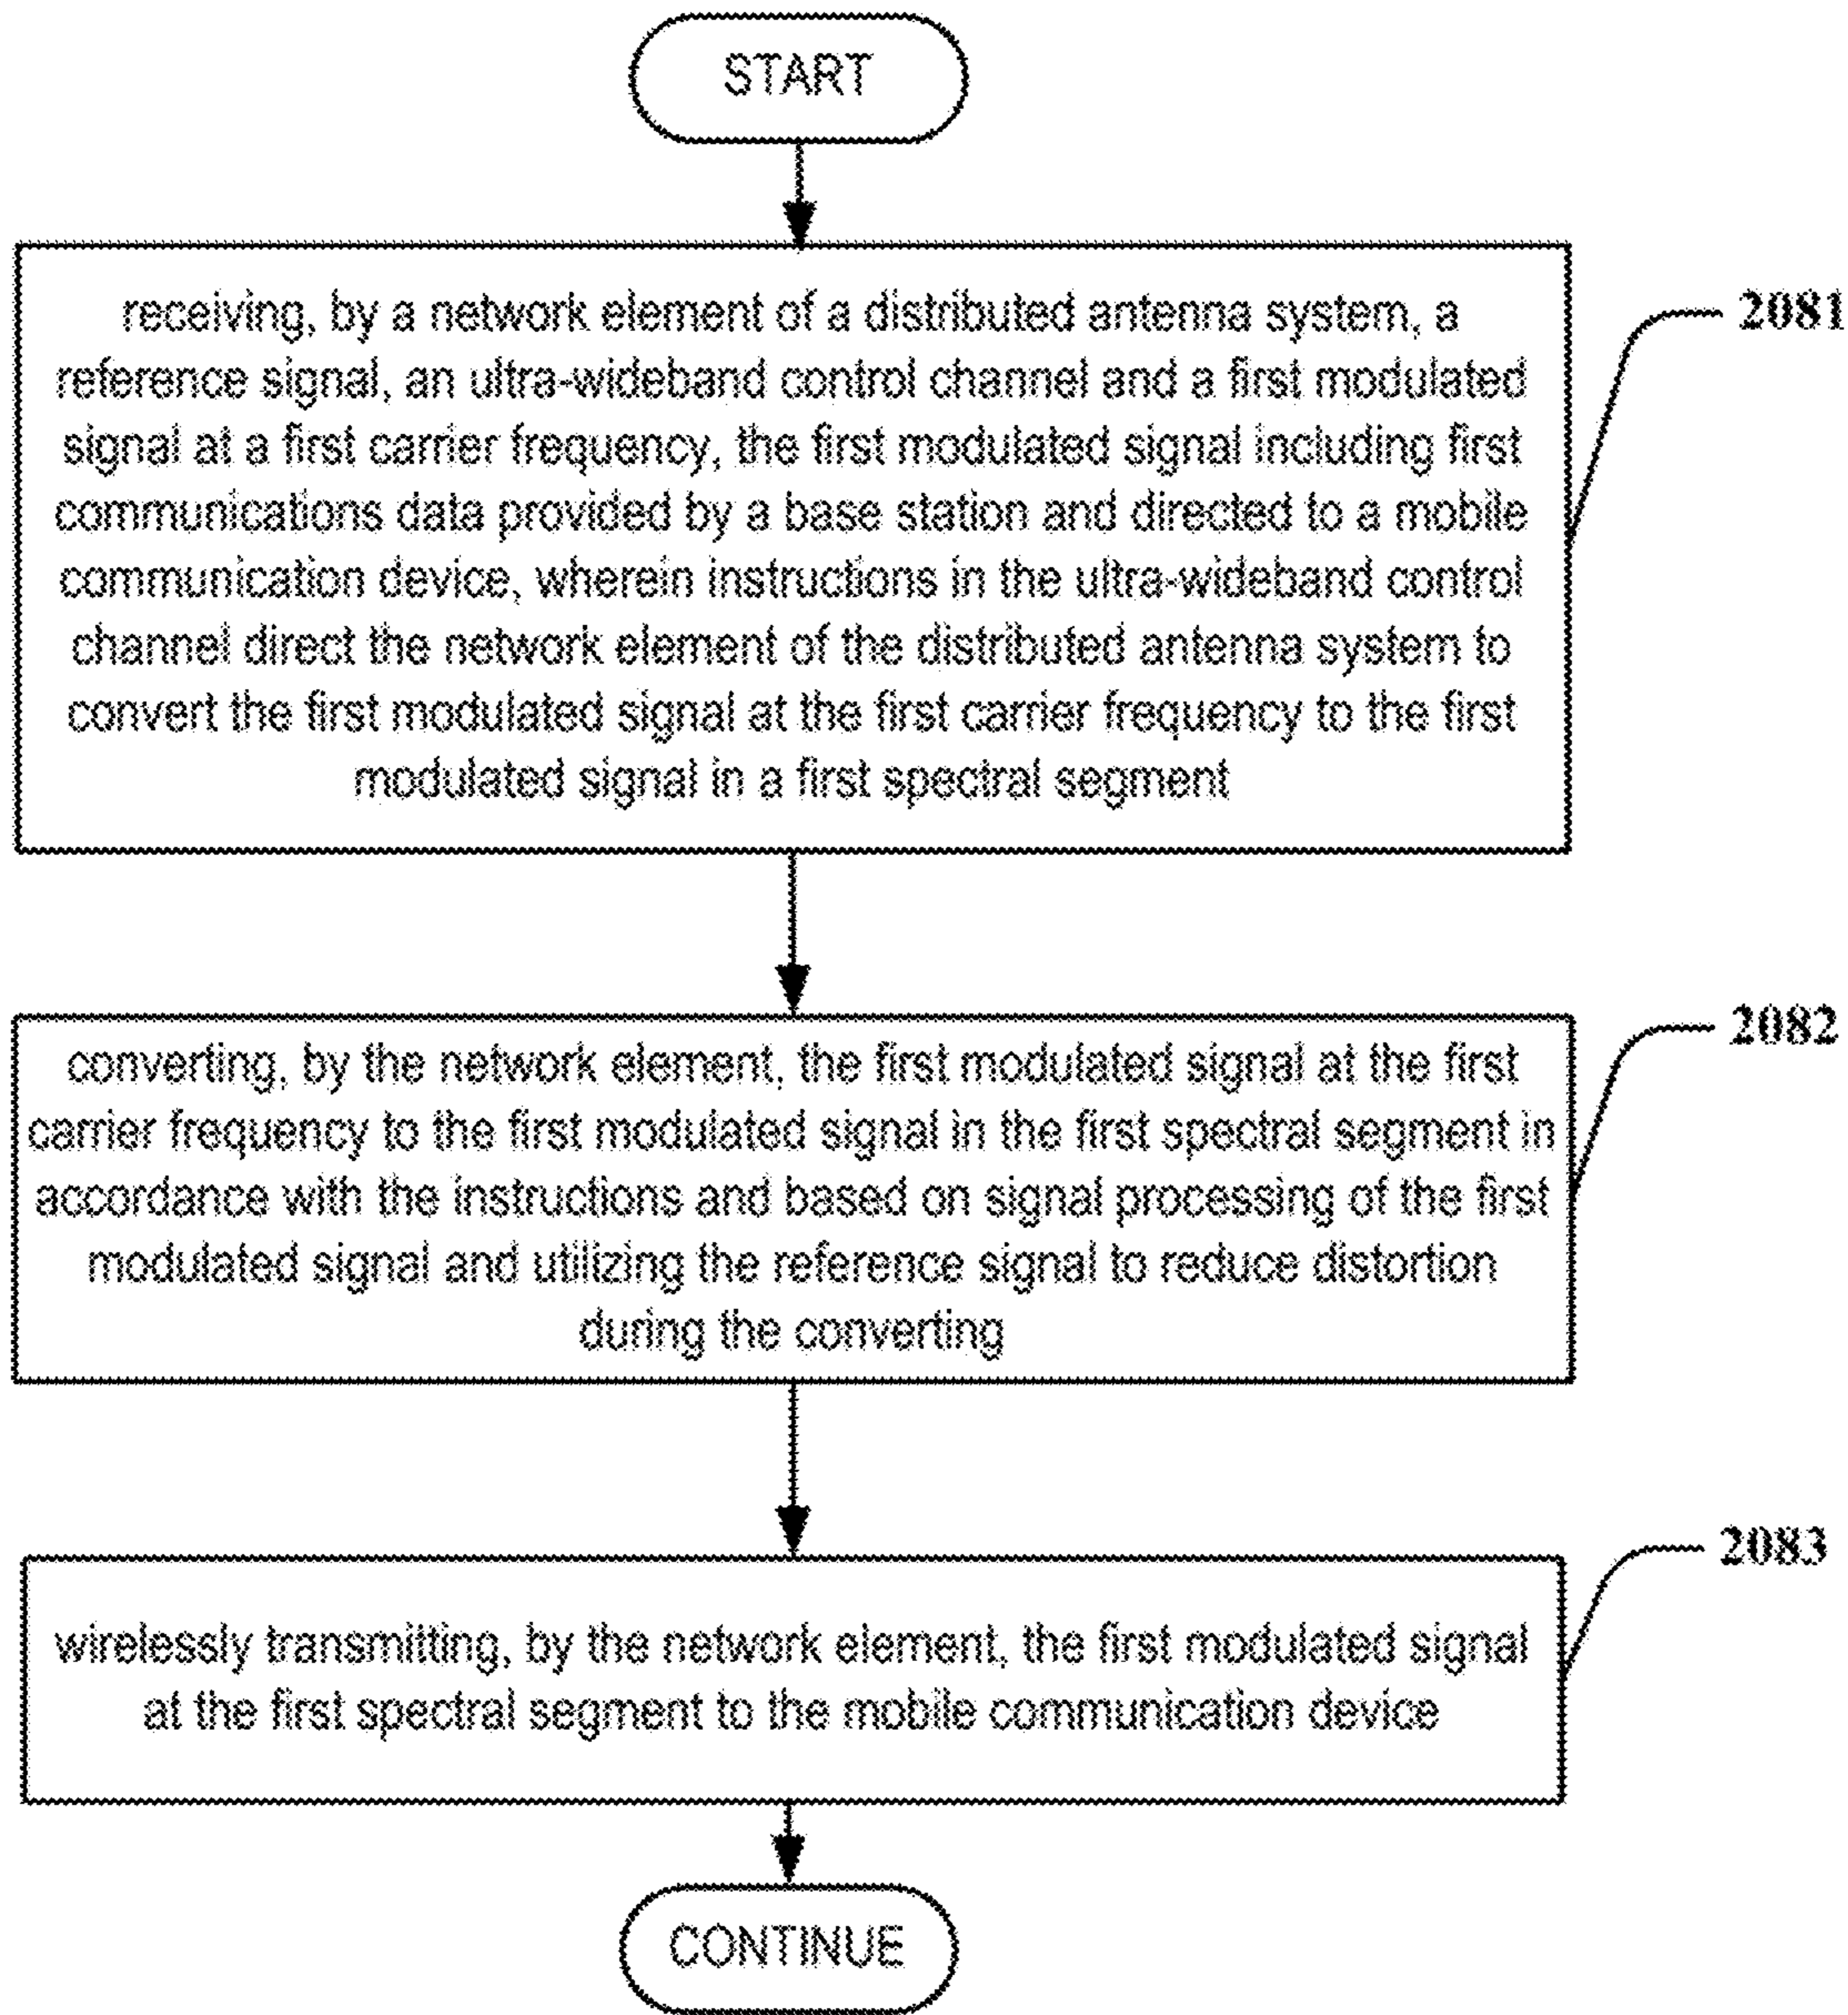 START
receiving, by a network element of a distributed antenna system, a
reference signal, an ultra-wideband control channel and a first modulated
signal at a first carrier frequency, the first modulated signal including first
communications data provided by a base station and directed to a mobile
communication device, wherein instructions in the ultra-wideband control
channel direct the network element of the distributed antenna system to
convert the first modulated signal at the first carrier frequency to the first
modulated signal in a first spectral segment
2081
converting, by the network element, the first modulated signal at the first
carrier frequency to the first modulated signal in the first spectral segment in
accordance with the instructions and based on signal processing of the first
modulated signal and utilizing the reference signal to reduce distortion
during the converting
2082
wirelessly transmitting, by the network element, the first modulated signal
at the first spectral segment to the mobile communication device
2083
CONTINUE